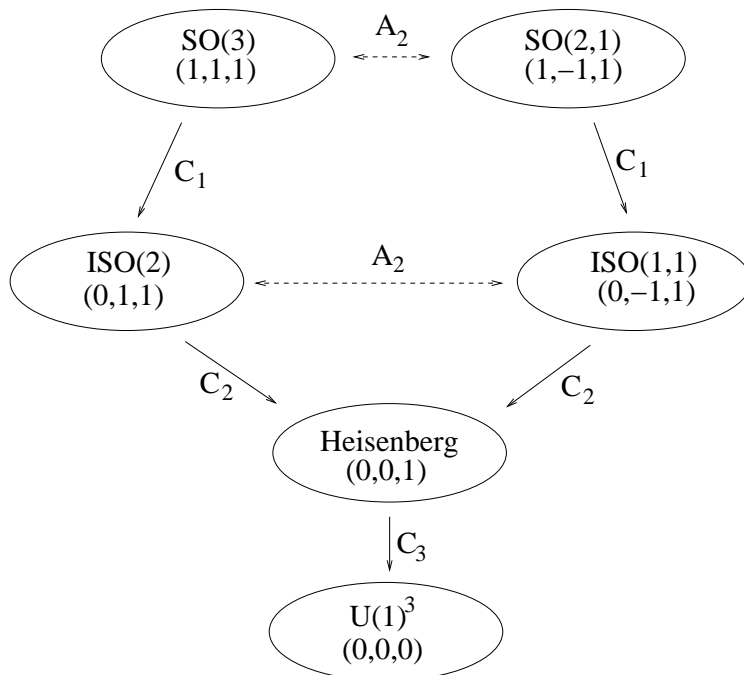 A₂
SO(3)
(1,1,1)
SO(2,1)
(1,−1,1)
C₁
C₁
A₂
ISO(2)
(0,1,1)
ISO(1,1)
(0,−1,1)
C₂
C₂
Heisenberg
(0,0,1)
C₃
U(1)³
(0,0,0)